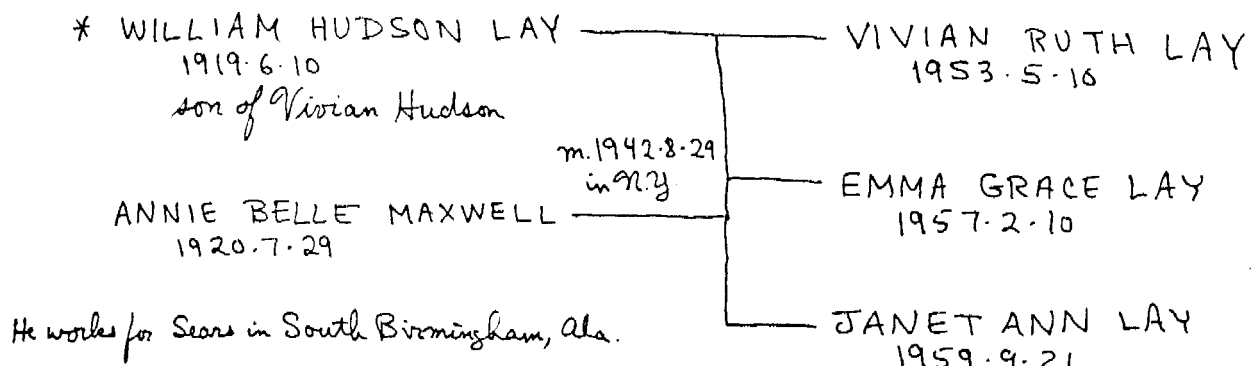 * WILLIAM HUDSON LAY
1919.6.10
son of Vivian Hudson
m. 1942.8.29
in N.Y
ANNIE BELLE MAXWELL
1920.7.29
He works for Sears in South Birmingham, Ala.
VIVIAN RUTH LAY
1953.5.10
EMMA GRACE LAY
1957.2.10
JANET ANN LAY
1959.9.21